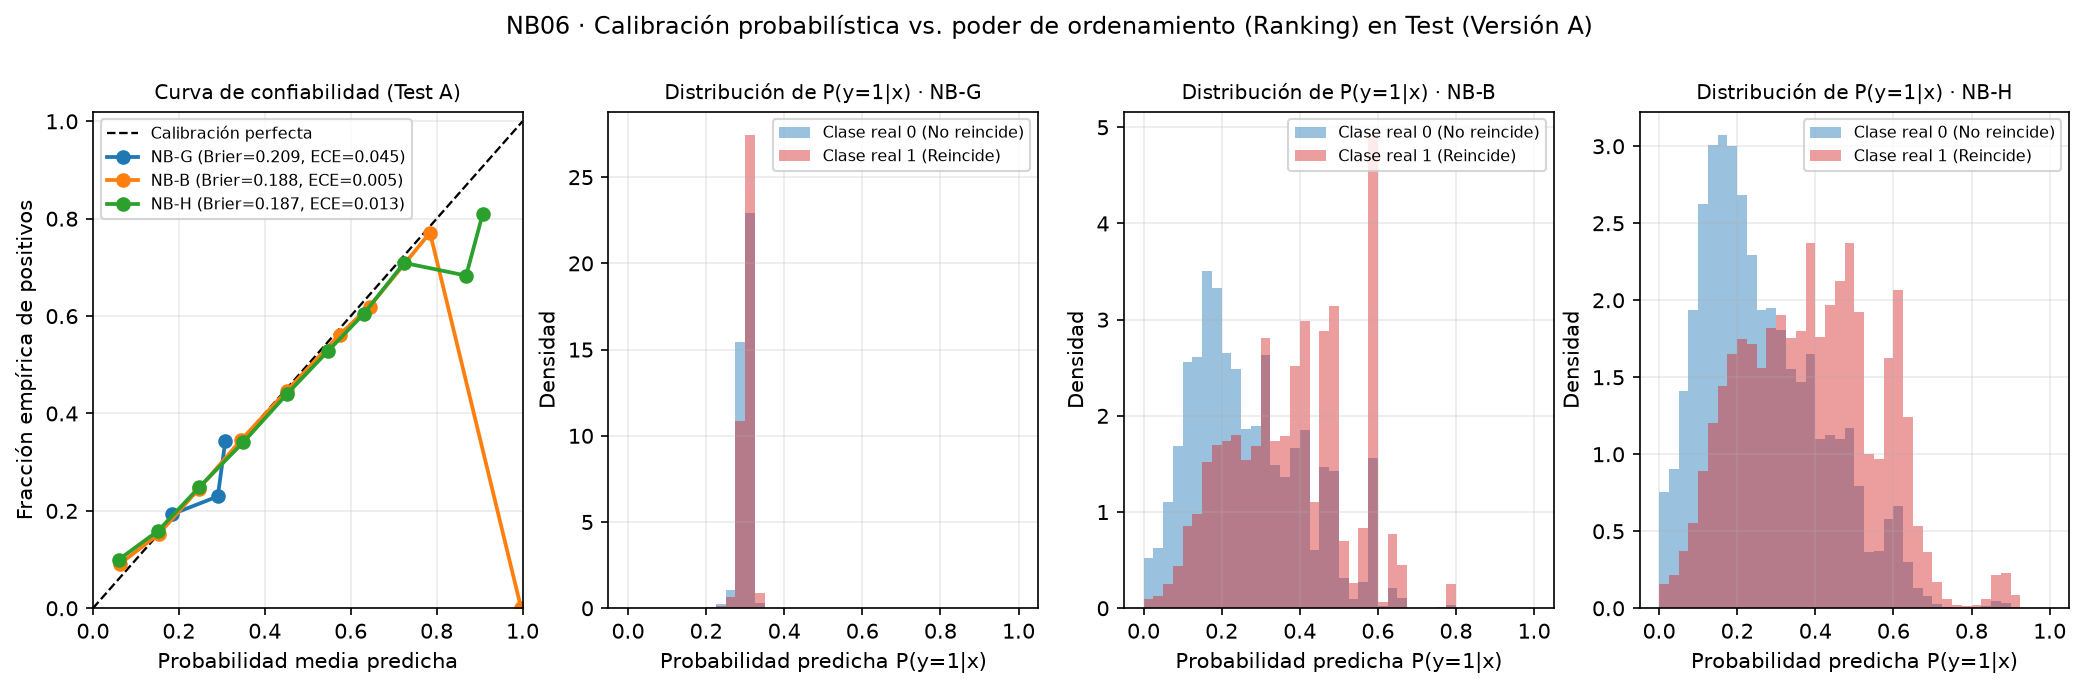 NB06 · Calibración probabilística vs. poder de ordenamiento (Ranking) en Test (Versión A)
Curva de confiabilidad (Test A)
Fracción empírica de positivos
1.0
0.8
0.6
0.4
0.2
0.0
Calibración perfecta
NB-G (Brier=0.209, ECE=0.045)
NB-B (Brier=0.188, ECE=0.005)
NB-H (Brier=0.187, ECE=0.013)
0.0 0.2 0.4 0.6 0.8 1.0
Probabilidad media predicha
Distribución de P(y=1|x) · NB-G
Densidad
25
20
15
10
5
0
Clase real 0 (No reincide)
Clase real 1 (Reincide)
0.0 0.2 0.4 0.6 0.8 1.0
Probabilidad predicha P(y=1|x)
Distribución de P(y=1|x) · NB-B
Densidad
5
4
3
2
1
0
Clase real 0 (No reincide)
Clase real 1 (Reincide)
0.0 0.2 0.4 0.6 0.8 1.0
Probabilidad predicha P(y=1|x)
Distribución de P(y=1|x) · NB-H
Densidad
3.0
2.5
2.0
1.5
1.0
0.5
0.0
Clase real 0 (No reincide)
Clase real 1 (Reincide)
0.0 0.2 0.4 0.6 0.8 1.0
Probabilidad predicha P(y=1|x)